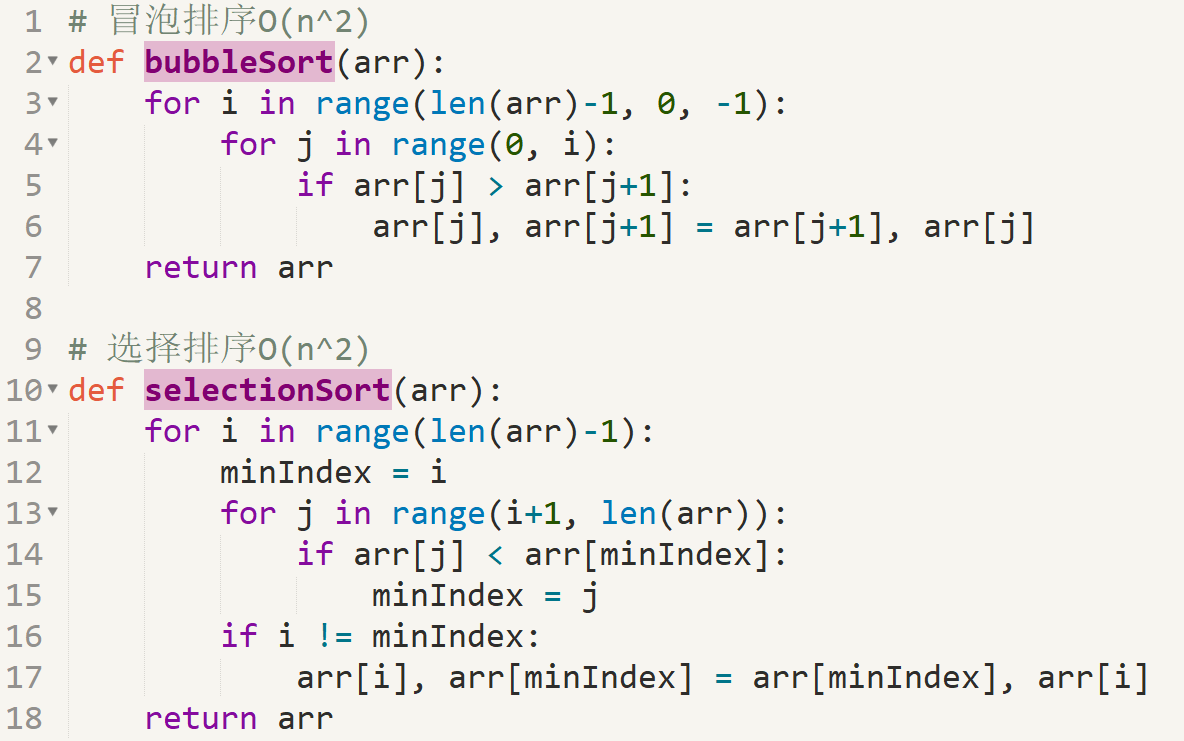 1 # 冒泡排序O(n^2)
2 def bubbleSort(arr):
3     for i in range(len(arr)-1, 0, -1):
4         for j in range(0, i):
5             if arr[j] > arr[j+1]:
6                 arr[j], arr[j+1] = arr[j+1], arr[j]
7     return arr
8
9 # 选择排序O(n^2)
10 def selectionSort(arr):
11     for i in range(len(arr)-1):
12         minIndex = i
13         for j in range(i+1, len(arr)):
14             if arr[j] < arr[minIndex]:
15                 minIndex = j
16         if i != minIndex:
17             arr[i], arr[minIndex] = arr[minIndex], arr[i]
18     return arr